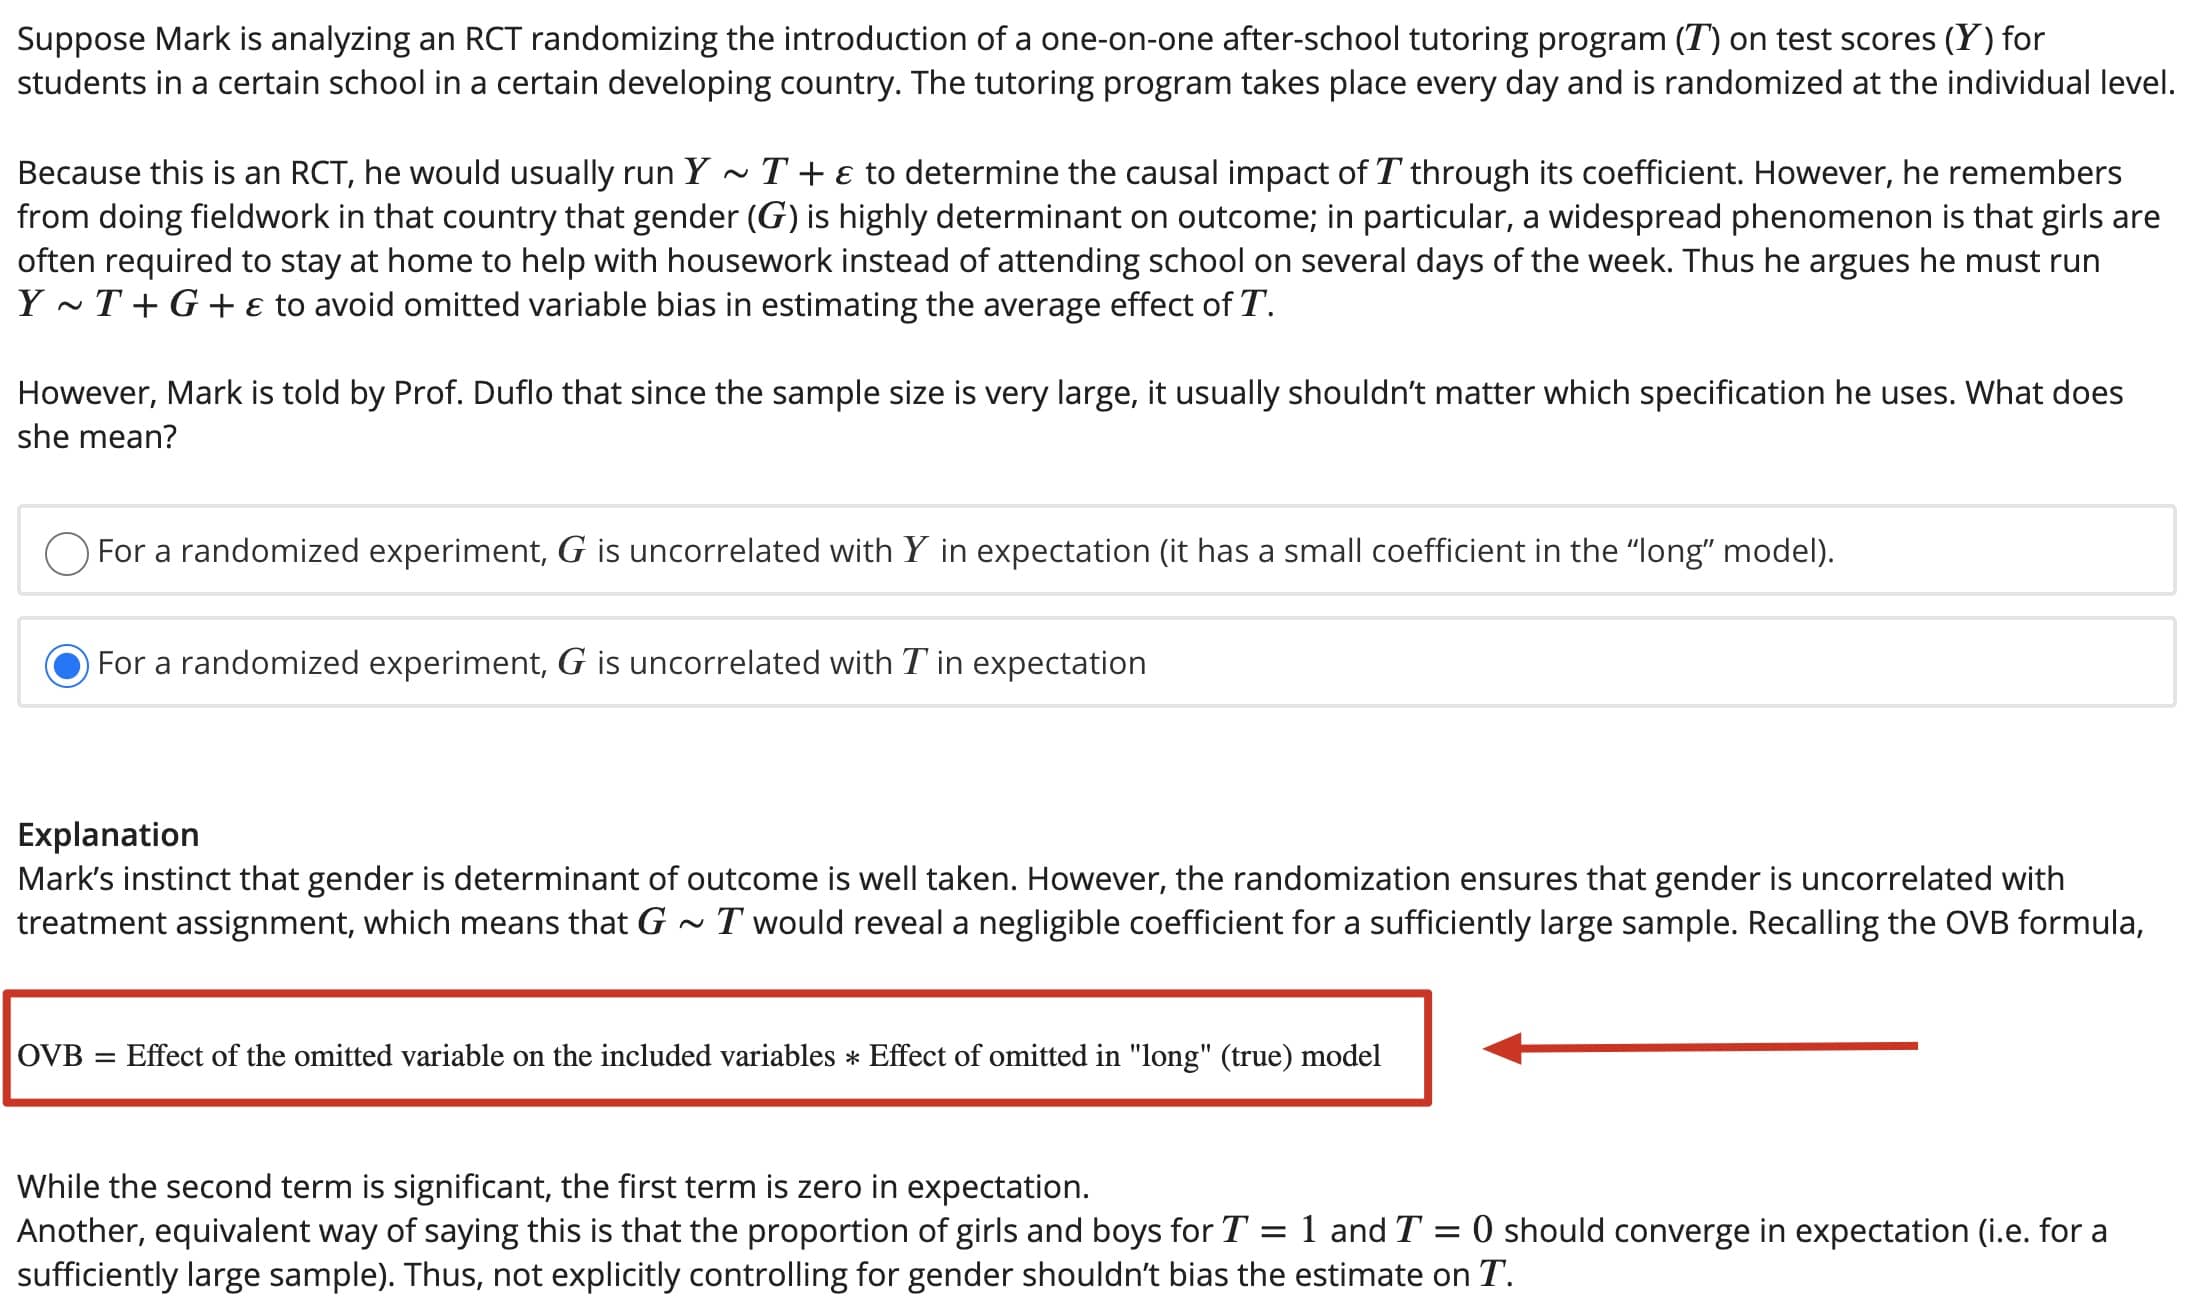 Suppose Mark is analyzing an RCT randomizing the introduction of a one-on-one after-school tutoring program (T) on test scores (Y) for
students in a certain school in a certain developing country. The tutoring program takes place every day and is randomized at the individual level.
Because this is an RCT, he would usually run Y ~ T + ε to determine the causal impact of T through its coefficient. However, he remembers
from doing fieldwork in that country that gender (G) is highly determinant on outcome; in particular, a widespread phenomenon is that girls are
often required to stay at home to help with housework instead of attending school on several days of the week. Thus he argues he must run
Y ~ T + G + ε to avoid omitted variable bias in estimating the average effect of T.
However, Mark is told by Prof. Duflo that since the sample size is very large, it usually shouldn’t matter which specification he uses. What does
she mean?
For a randomized experiment, G is uncorrelated with Y in expectation (it has a small coefficient in the “long” model).
For a randomized experiment, G is uncorrelated with T in expectation
Explanation
Mark’s instinct that gender is determinant of outcome is well taken. However, the randomization ensures that gender is uncorrelated with
treatment assignment, which means that G ~ T would reveal a negligible coefficient for a sufficiently large sample. Recalling the OVB formula,
OVB = Effect of the omitted variable on the included variables * Effect of omitted in "long" (true) model
While the second term is significant, the first term is zero in expectation.
Another, equivalent way of saying this is that the proportion of girls and boys for T = 1 and T = 0 should converge in expectation (i.e. for a
sufficiently large sample). Thus, not explicitly controlling for gender shouldn’t bias the estimate on T.